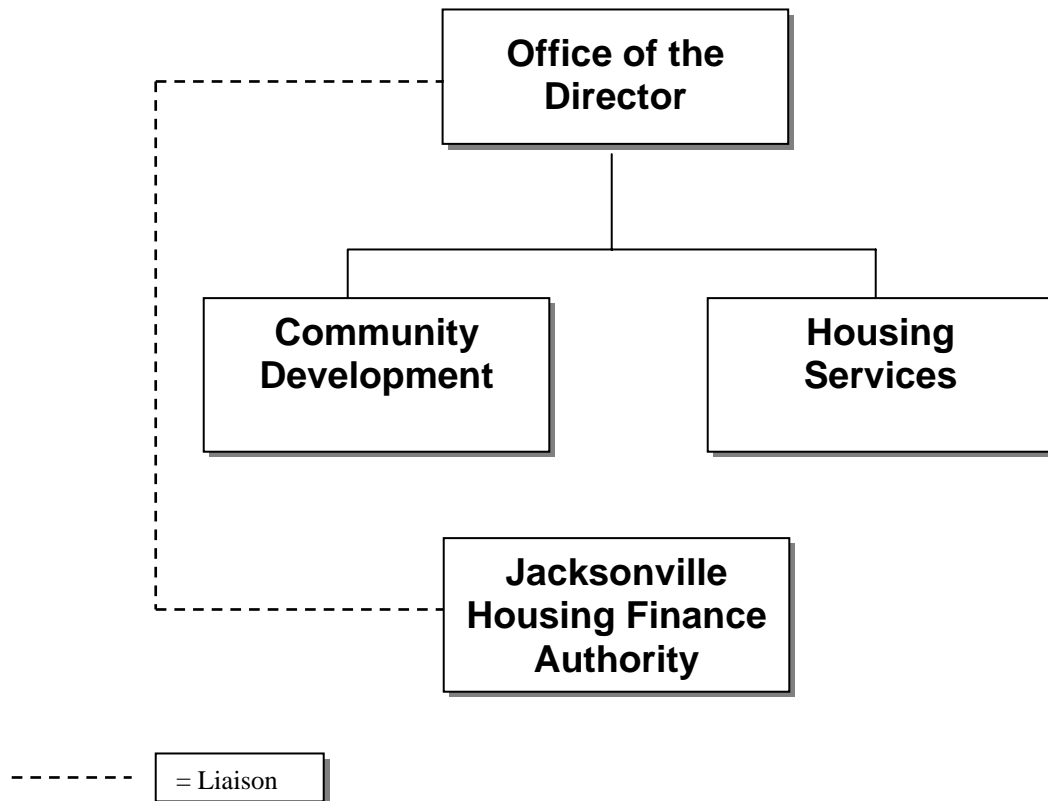 Office of the
Director
Community
Development
Housing
Services
Jacksonville
Housing Finance
Authority
= Liaison